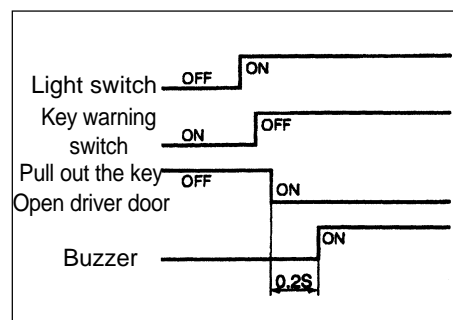 Light switch
OFF
ON
Key warning
switch
ON
OFF
Pull out the key
OFF
Open driver door
ON
Buzzer
ON
0.2S